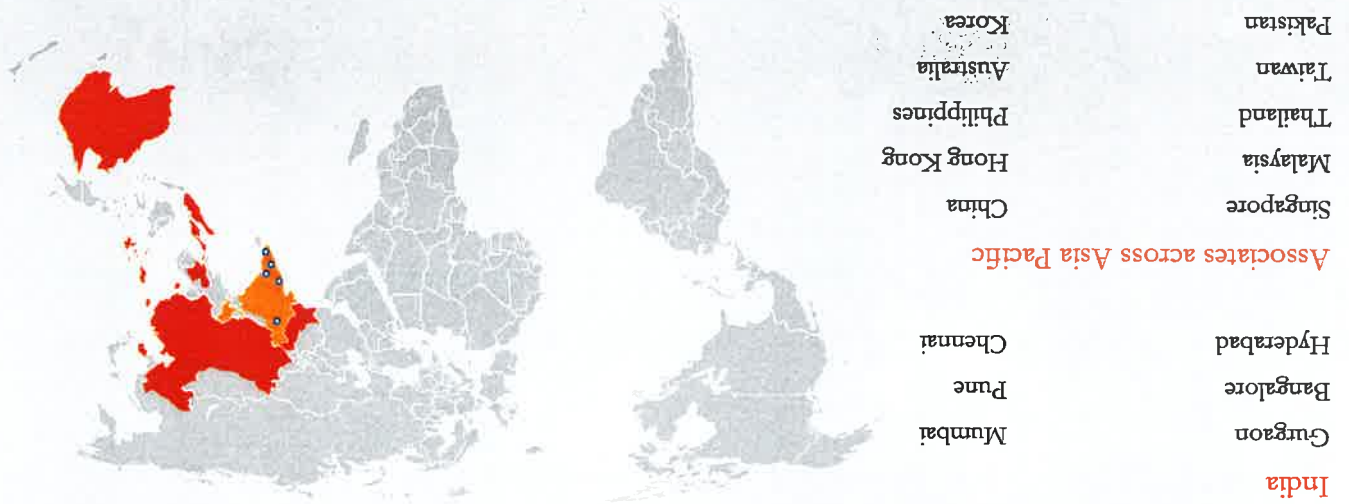 India
Gurgaon Mumbai
Bangalore Pune
Hyderabad Chennai
Associates across Asia Pacific
Singapore China
Malaysia Hong Kong
Thailand Philippines
Taiwan Australia
Pakistan Korea